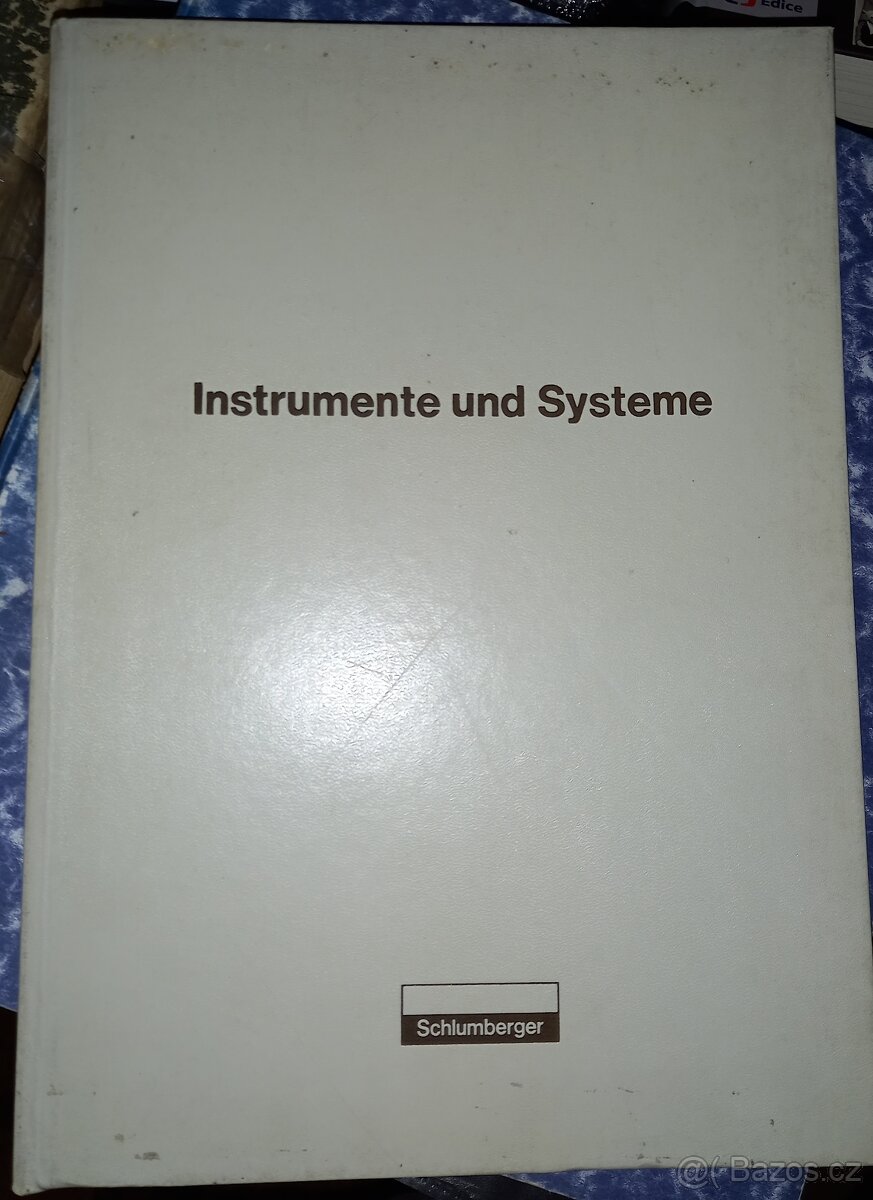 Edice
Instrumente und Systeme
Schlumberger
@( Bazos.cz